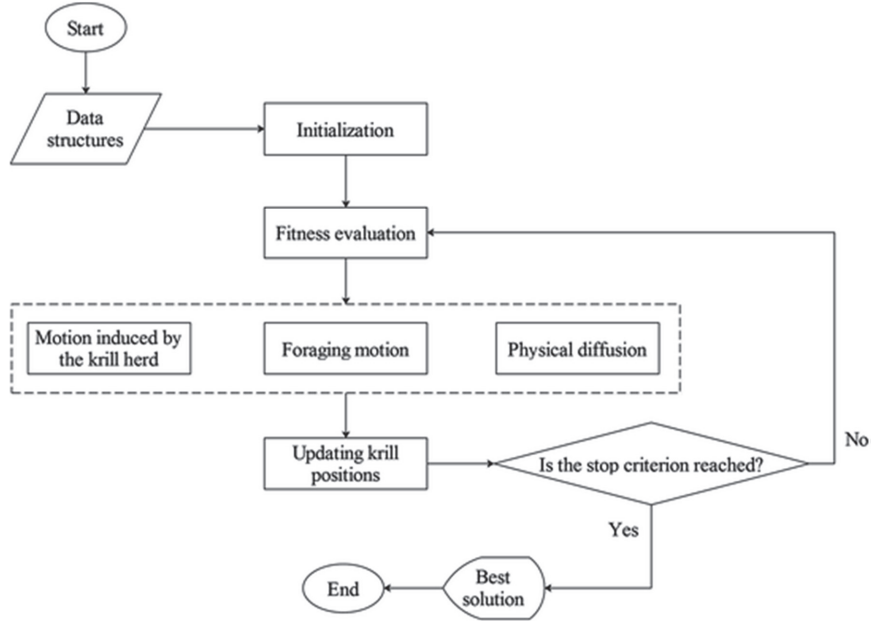 Start
Data
structures
Initialization
Fitness evaluation
Motion induced by
the krill herd
Foraging motion
Physical diffusion
Updating krill
positions
Is the stop criterion reached?
No
Yes
Best
solution
End